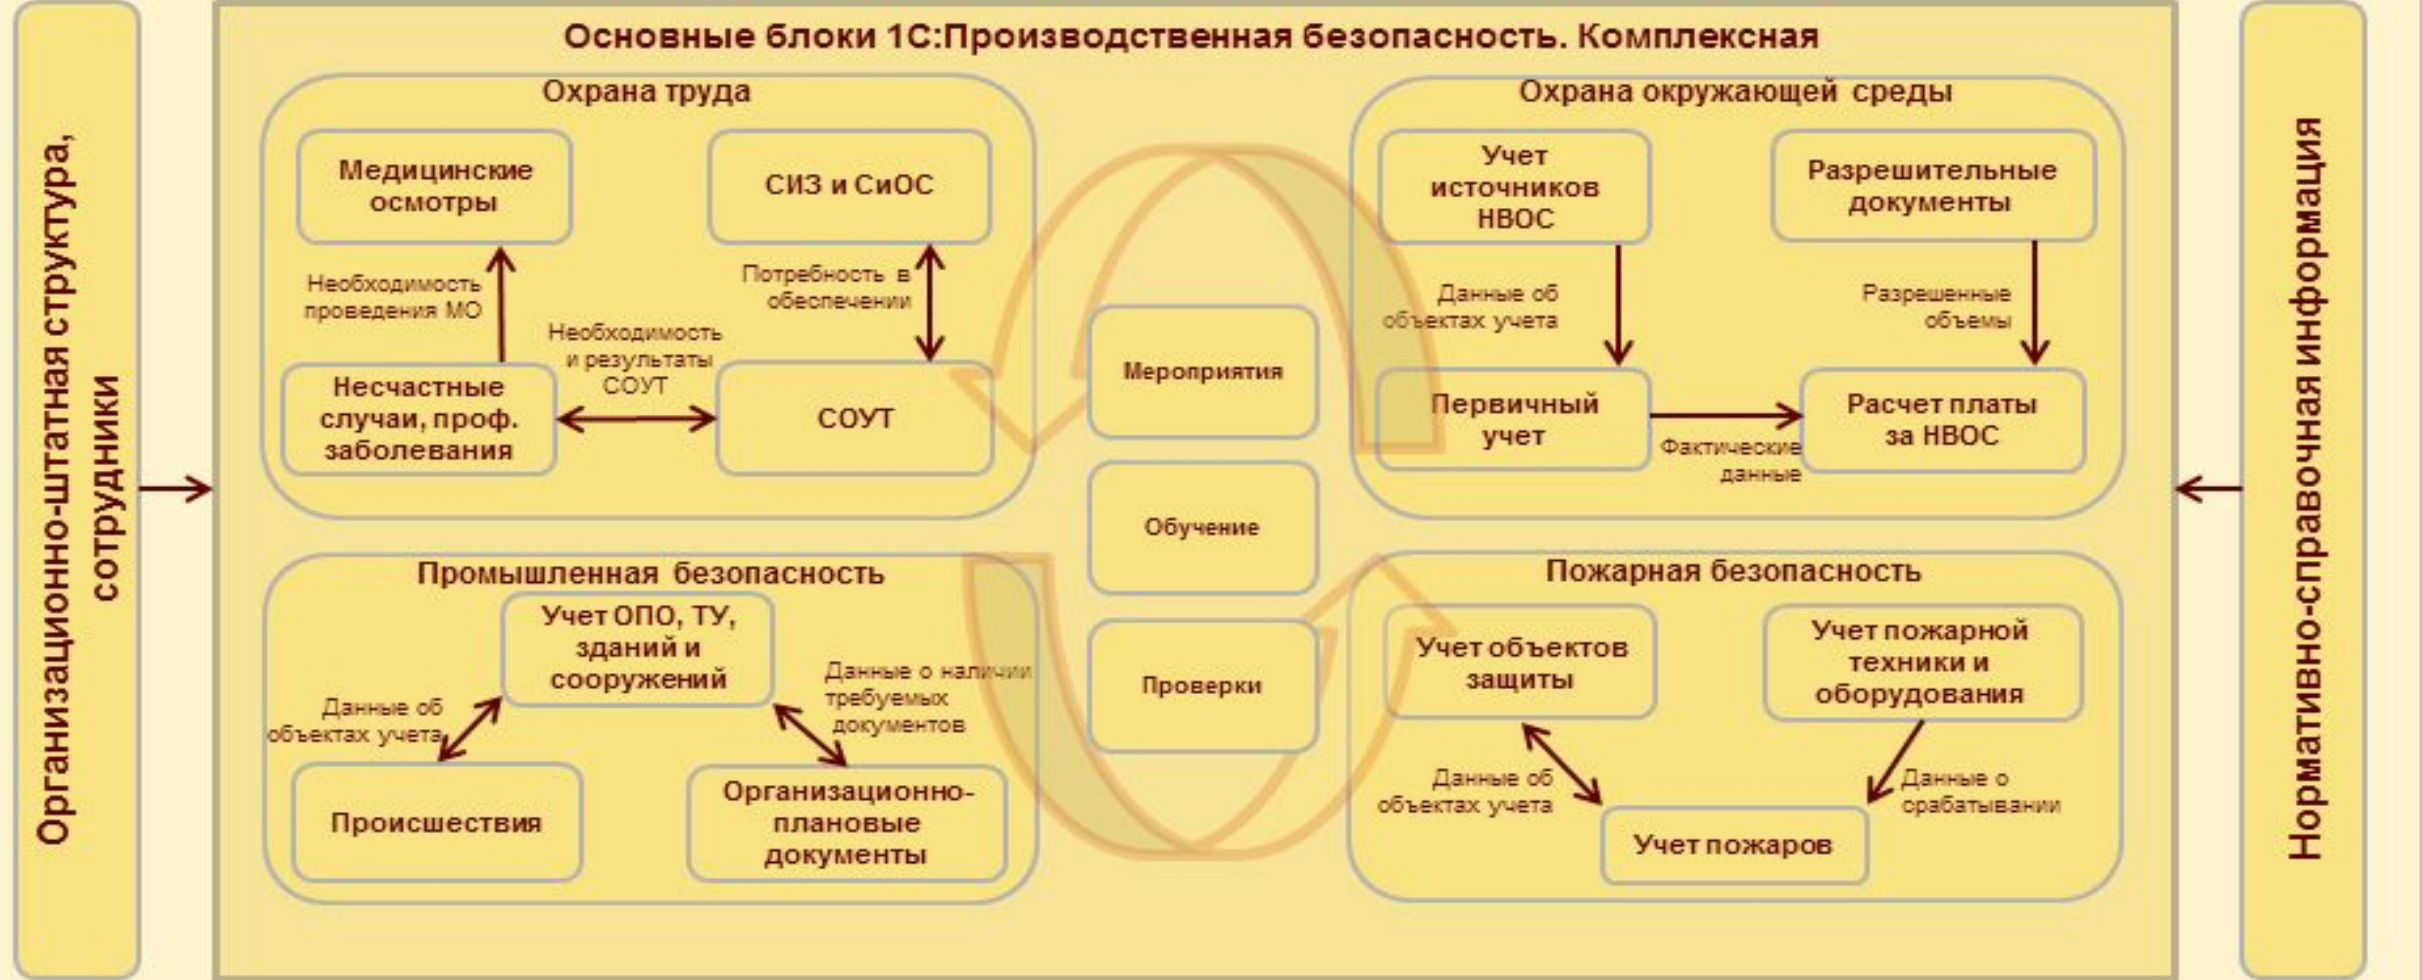 Организационно-штатная структура,
сотрудники
Основные блоки 1С:Производственная безопасность. Комплексная
Охрана труда
Медицинские
осмотры
СИЗ и СиОС
Необходимость
проведения МО
Потребность в
обеспечении
Необходимость
и результаты
СОУТ
Несчастные
случаи, проф.
заболевания
СОУТ
Мероприятия
Обучение
Проверки
Охрана окружающей среды
Учет
источников
НВОС
Разрешительные
документы
Данные об
объектах учета
Разрешенные
объемы
Первичный
учет
Фактические
данные
Расчет платы
за НВОС
Промышленная безопасность
Учет ОПО, ТУ,
зданий и
сооружений
Данные об
объектах учета
Данные о наличии
требуемых
документов
Происшествия
Организационно-
плановые
документы
Пожарная безопасность
Учет объектов
защиты
Учет пожарной
техники и
оборудования
Данные об
объектах учета
Данные о
срабатывании
Учет пожаров
Нормативно-справочная информация